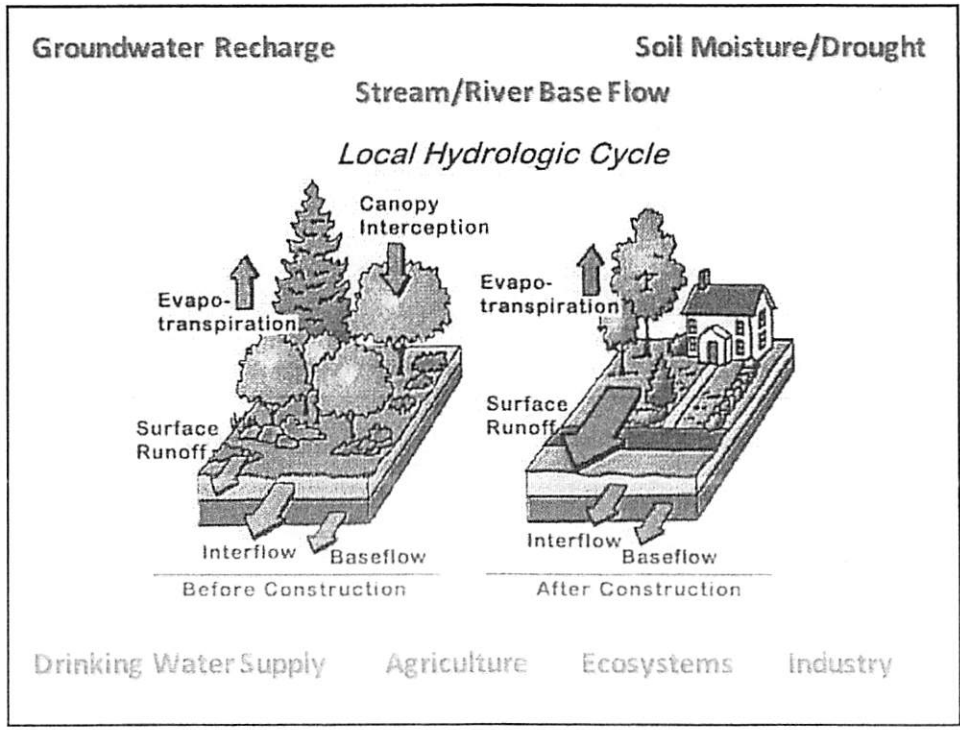 Groundwater Recharge
Soil Moisture/Drought
Stream/River Base Flow
Local Hydrologic Cycle
Canopy
Interception
Evapo-
transpiration
Surface
Runoff
Interflow
Baseflow
Before Construction
Evapo-
transpiration
Surface
Runoff
Interflow
Baseflow
After Construction
Drinking Water Supply
Agriculture
Ecosystems
Industry